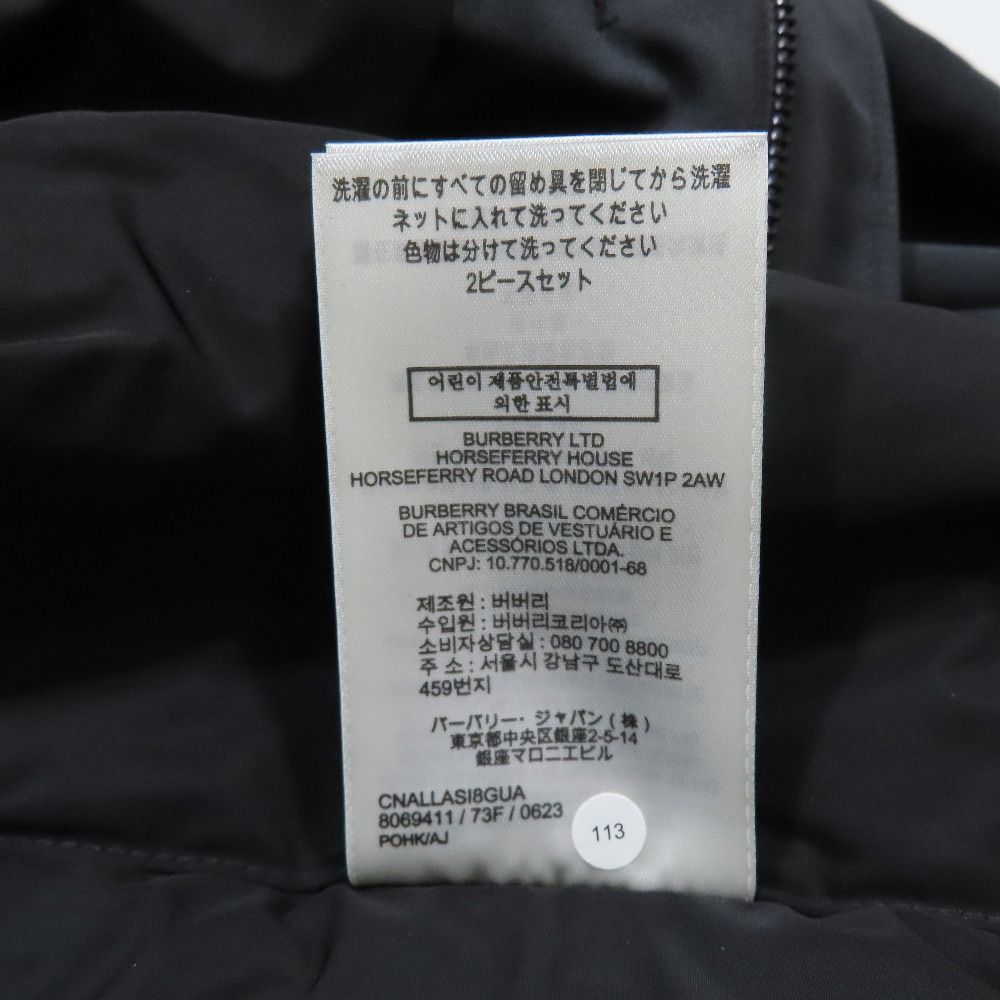 洗濯の前にすべての留め具を閉じてから洗濯
ネットに入れて洗ってください
色物は分けて洗ってください
2ピースセット
어린이 제품안전특별법에
의한 표시
BURBERRY LTD
HORSEFERRY HOUSE
HORSEFERRY ROAD LONDON SW1P 2AW
BURBERRY BRASIL COMÉRCIO
DE ARTIGOS DE VESTUÁRIO E
ACESSÓRIOS LTDA.
CNPJ: 10.770.518/0001-68
제조원 : 버버리
수입원 : 버버리코리아㈜
소비자상담실 : 080 700 8800
주 소 : 서울시 강남구 도산대로
459번지
バーバリー・ジャパン(株)
東京都中央区銀座2-5-14
銀座マロニエビル
CNALLASI8GUA
8069411 / 73F / 0623
POHK/AJ
113